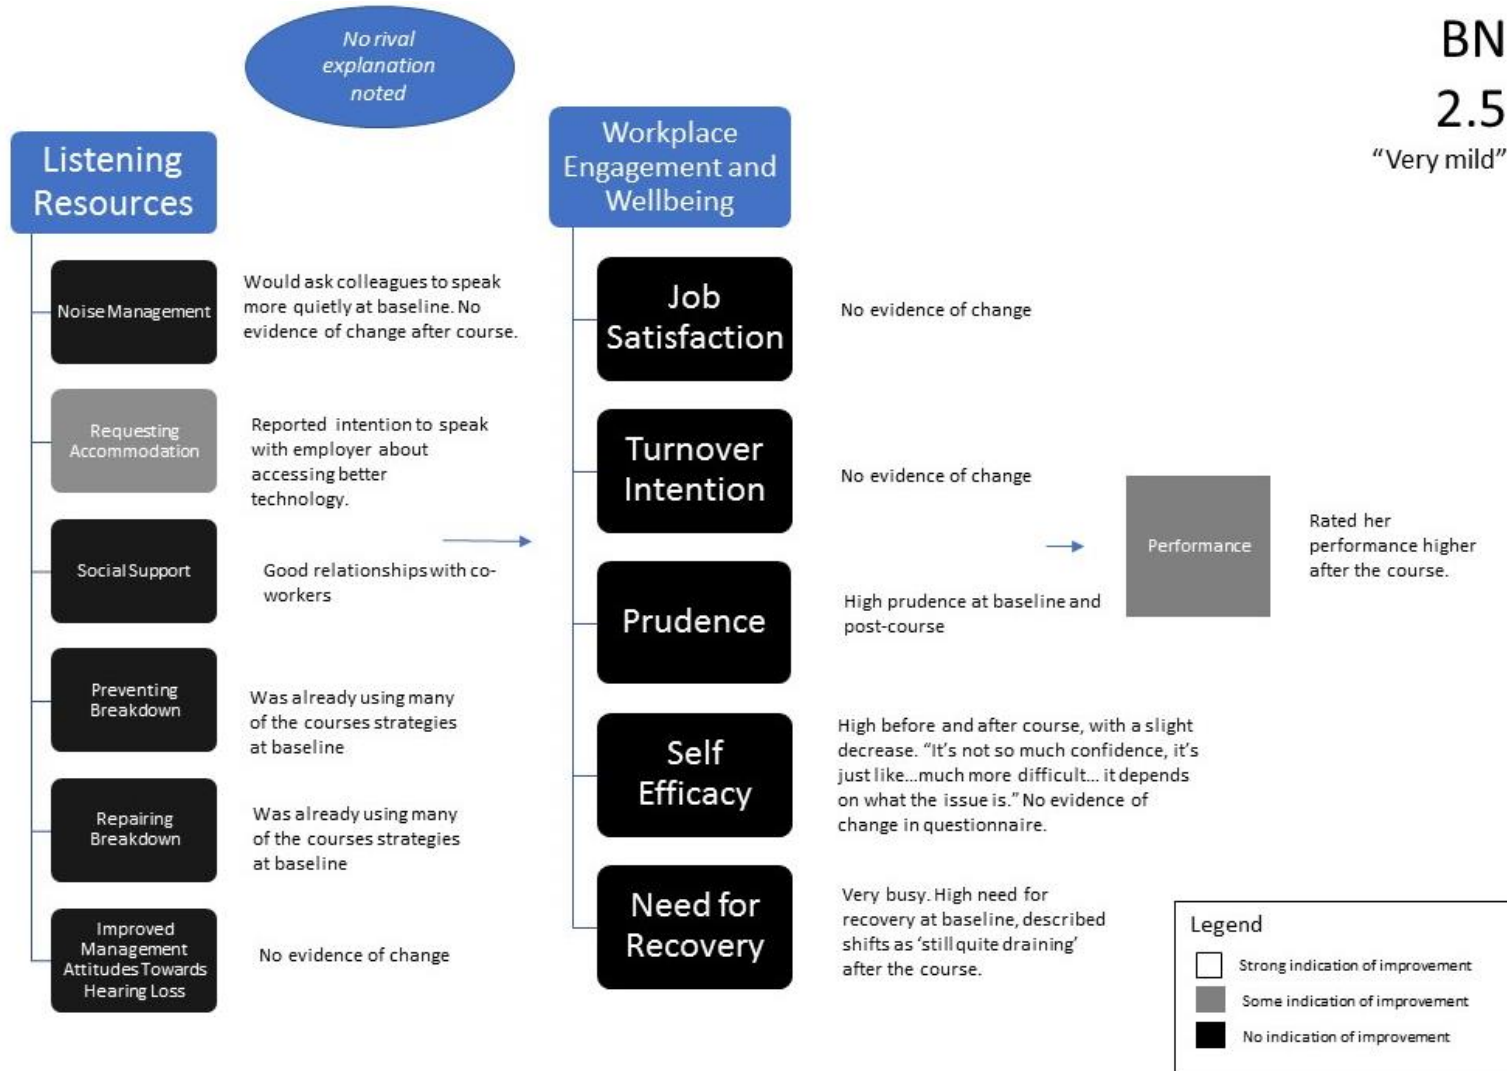 No rival
explanation
noted
BN
2.5
“Very mild”
Listening
Resources
Noise Management
Would ask colleagues to speak
more quietly at baseline. No
evidence of change after course.
Requesting
Accommodation
Reported intention to speak
with employer about
accessing better
technology.
Social Support
Good relationships with co-
workers
Preventing
Breakdown
Was already using many
of the courses strategies
at baseline
Repairing
Breakdown
Was already using many
of the courses strategies
at baseline
Improved
Management
Attitudes Towards
Hearing Loss
No evidence of change
Workplace
Engagement and
Wellbeing
Job
Satisfaction
No evidence of change
Turnover
Intention
No evidence of change
Prudence
High prudence at baseline and
post-course
Self
Efficacy
High before and after course, with a slight
decrease. “It’s not so much confidence, it’s
just like…much more difficult… it depends
on what the issue is.” No evidence of
change in questionnaire.
Need for
Recovery
Very busy. High need for
recovery at baseline, described
shifts as ‘still quite draining’
after the course.
Performance
Rated her
performance higher
after the course.
Legend
Strong indication of improvement
Some indication of improvement
No indication of improvement